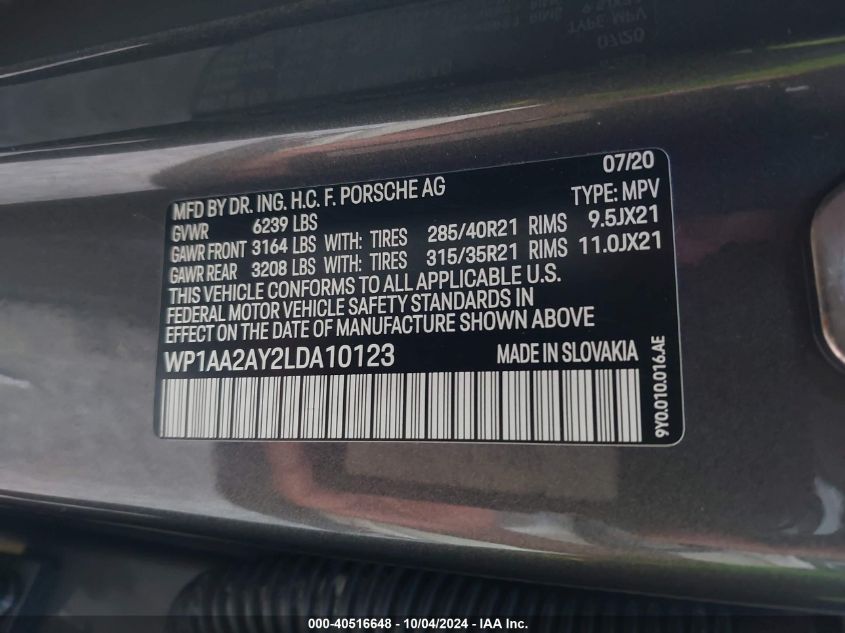 07/20
MFD BY DR. ING. H.C. F. PORSCHE AG
TYPE: MPV
GVWR 6239 LBS
GAWR FRONT 3164 LBS WITH: TIRES 285/40R21 RIMS 9.5JX21
GAWR REAR 3208 LBS WITH: TIRES 315/35R21 RIMS 11.0JX21
THIS VEHICLE CONFORMS TO ALL APPLICABLE U.S.
FEDERAL MOTOR VEHICLE SAFETY STANDARDS IN
EFFECT ON THE DATE OF MANUFACTURE SHOWN ABOVE
WP1AA2AY2LDA10123 MADE IN SLOVAKIA
9Y0.010.016.AE
000-40516648 - 10/04/2024 - IAA Inc.